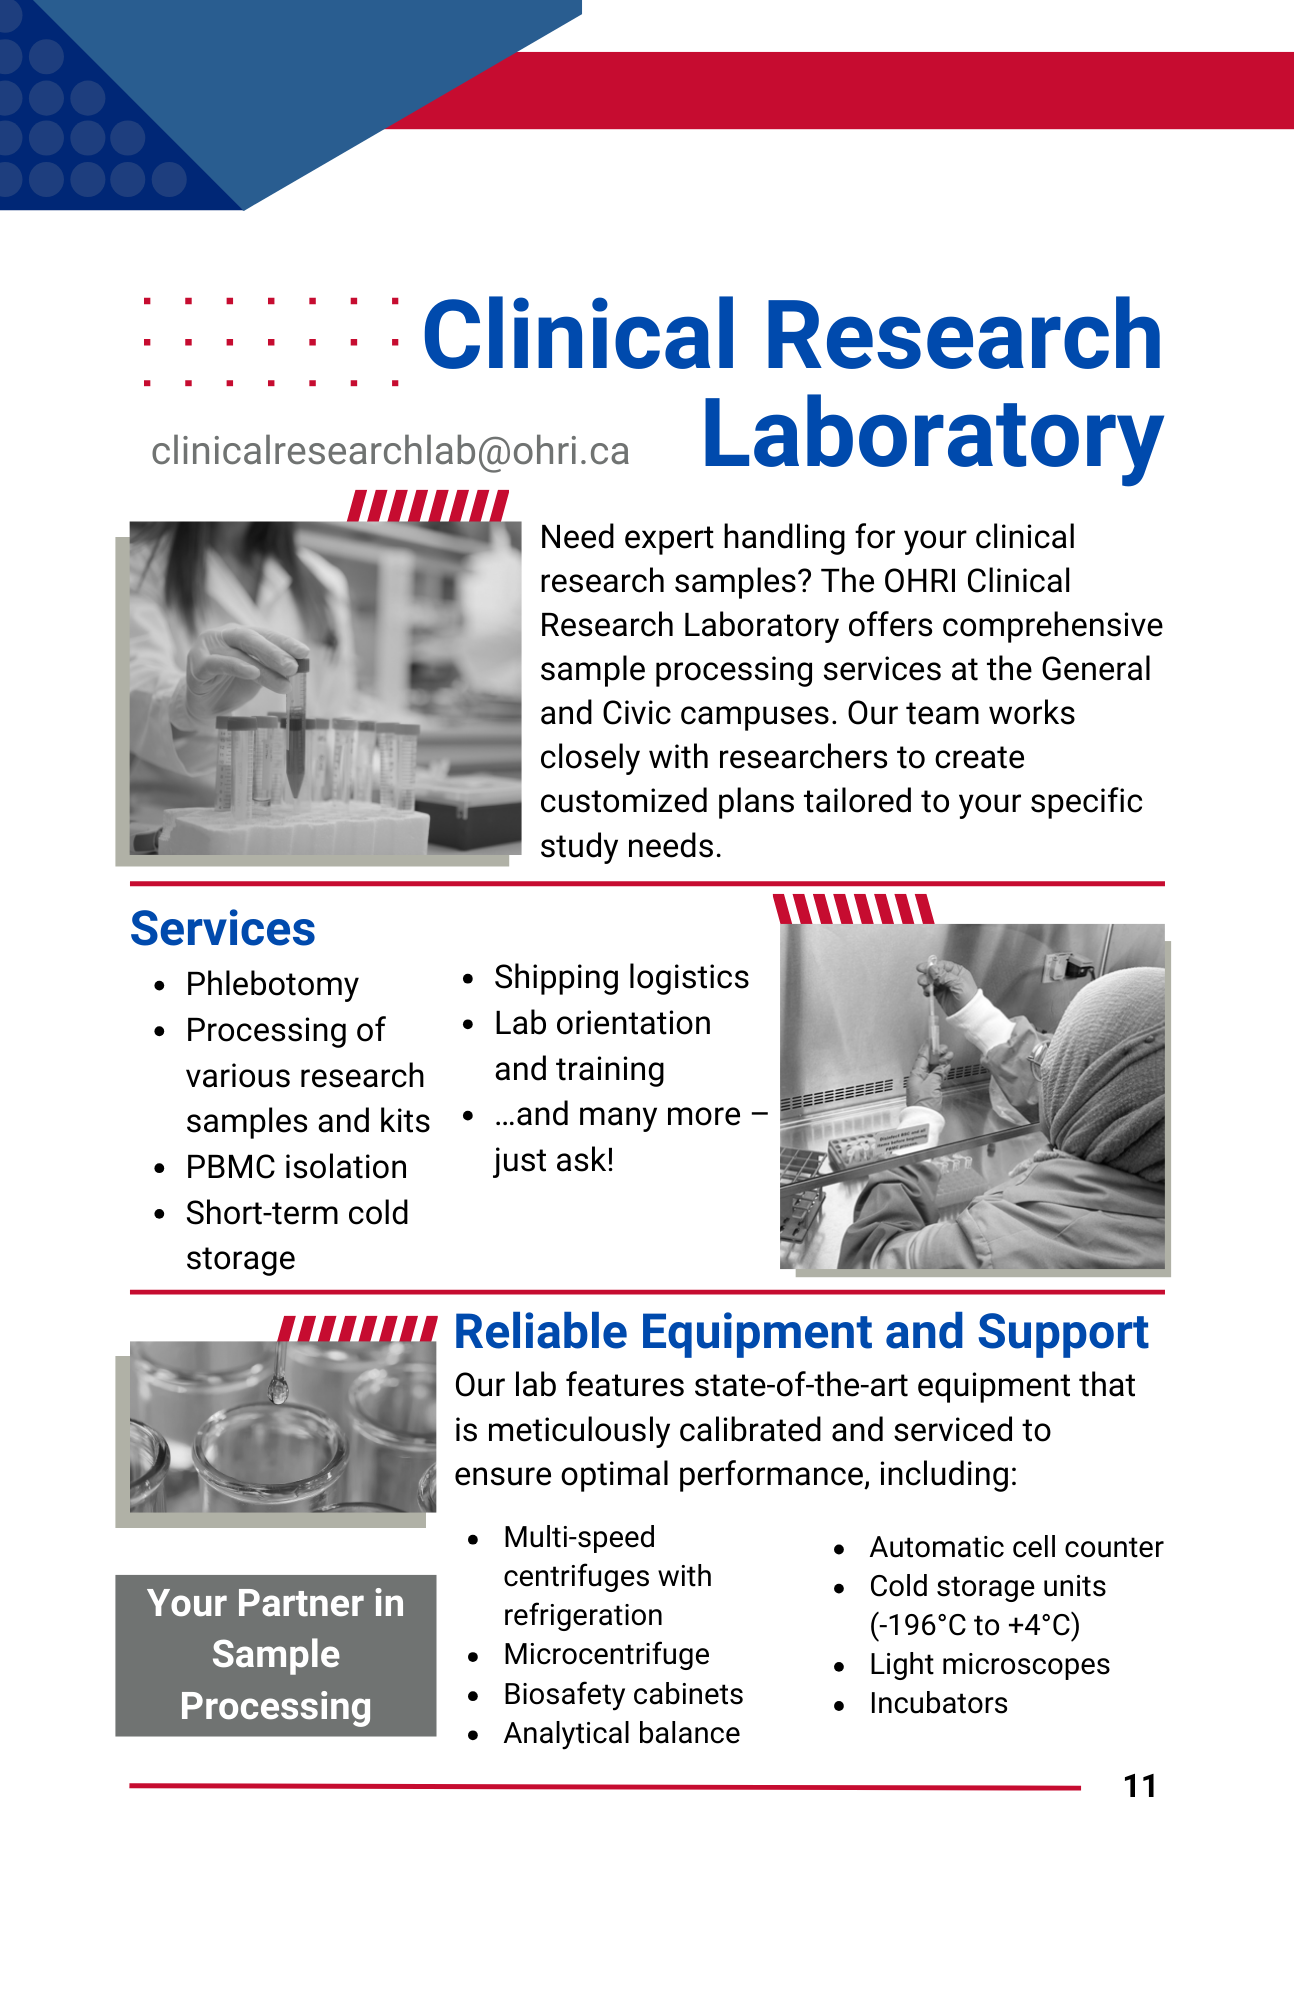 Clinical Research
Laboratory
clinicalresearchlab@ohri.ca
Need expert handling for your clinical
research samples? The OHRI Clinical
Research Laboratory offers comprehensive
sample processing services at the General
and Civic campuses. Our team works
closely with researchers to create
customized plans tailored to your specific
study needs.
Services
• Phlebotomy
• Processing of
various research
samples and kits
• PBMC isolation
• Short-term cold
storage
• Shipping logistics
• Lab orientation
and training
• ...and many more –
just ask!
Reliable Equipment and Support
Our lab features state-of-the-art equipment that
is meticulously calibrated and serviced to
ensure optimal performance, including:
• Multi-speed
centrifuges with
refrigeration
• Microcentrifuge
• Biosafety cabinets
• Analytical balance
• Automatic cell counter
• Cold storage units
(-196°C to +4°C)
• Light microscopes
• Incubators
Your Partner in
Sample
Processing
11